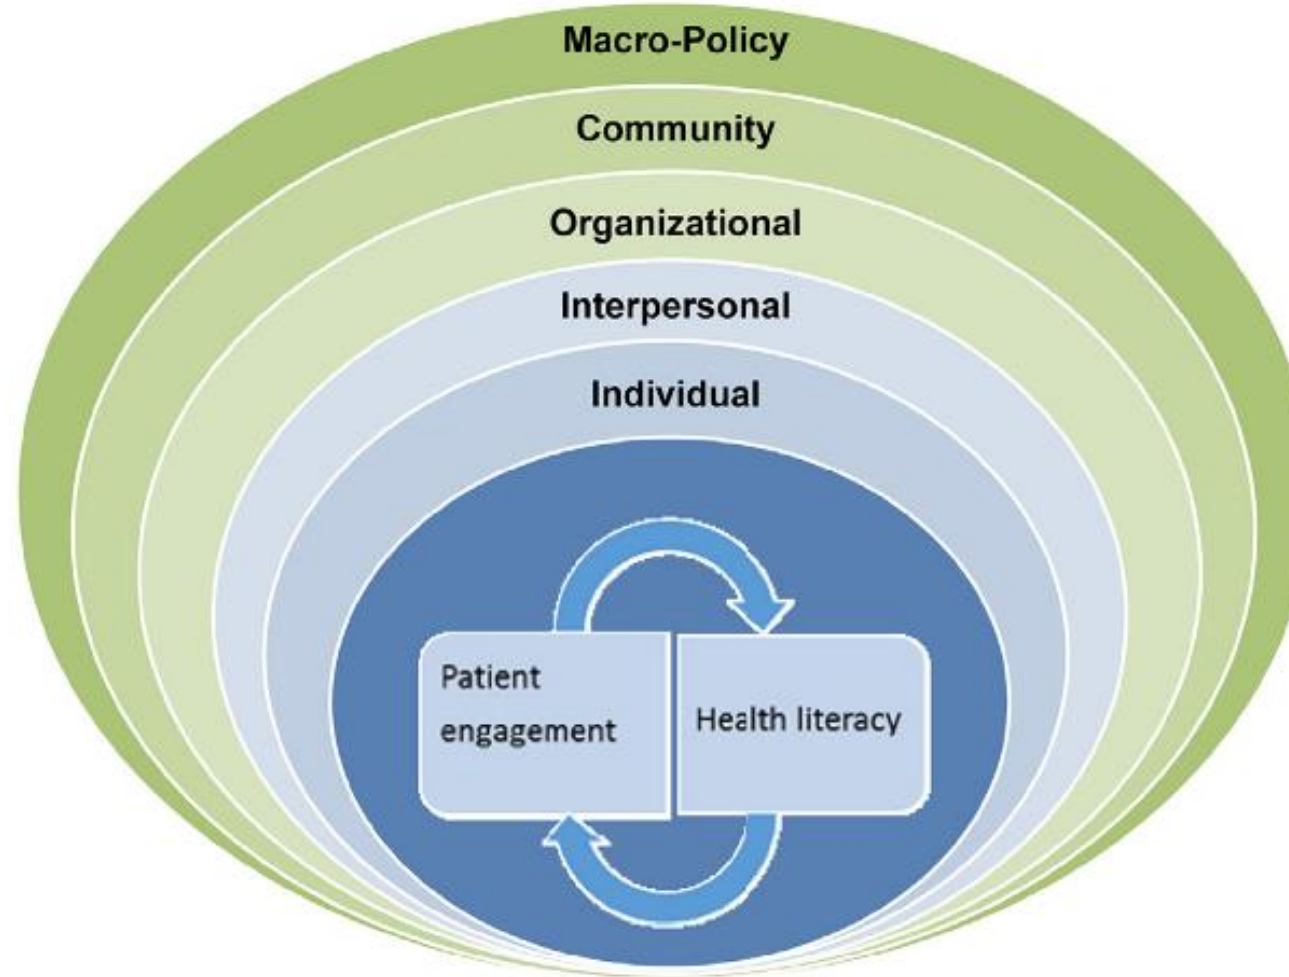 Macro-Policy
Community
Organizational
Interpersonal
Individual
Patient
engagement
Health literacy